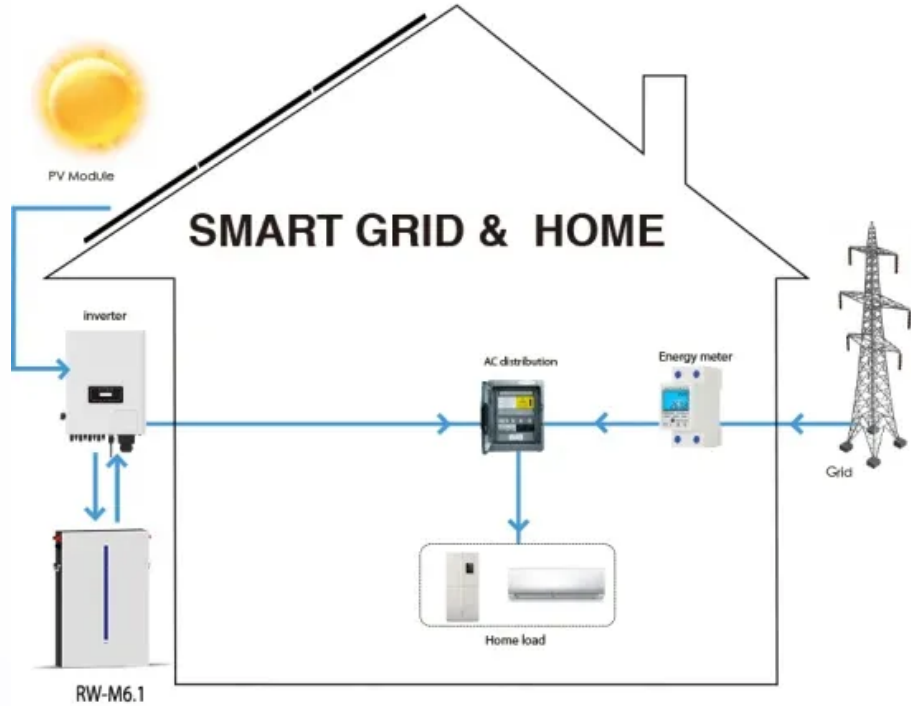 PV Module
SMART GRID & HOME
inverter
AC distribution
Energy meter
Grid
Home load
RW-M6.1